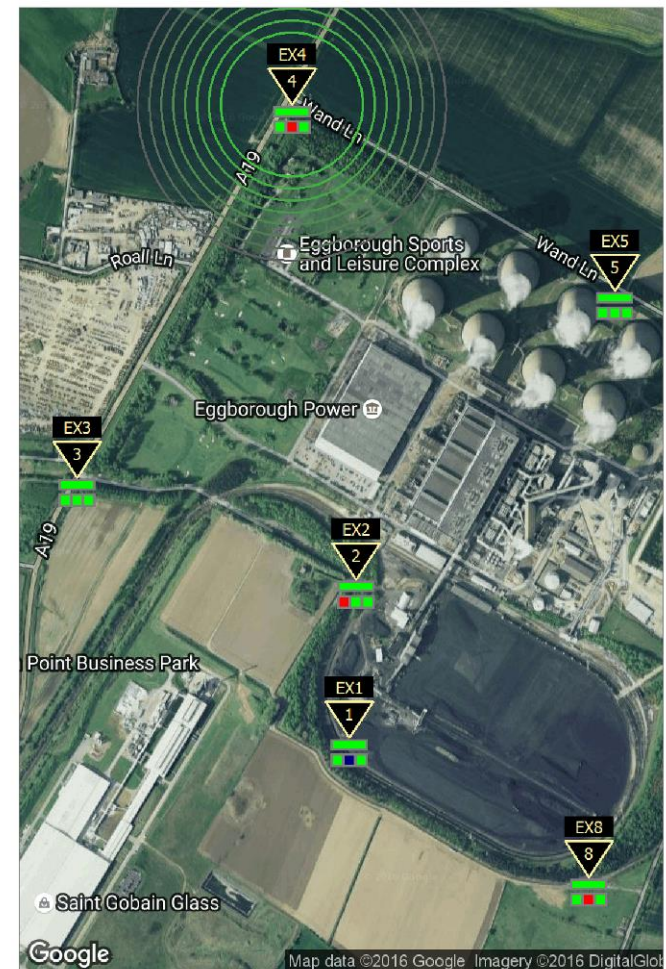 EX4
4
Wand Ln
A19
Roall Ln
Eggborough Sports
and Leisure Complex
Wand Ln
EX5
5
Eggborough Power
EX3
3
A19
EX2
2
Point Business Park
EX1
1
EX8
8
Saint Gobain Glass
Google
Map data ©2016 Google Imagery ©2016 DigitalGlob